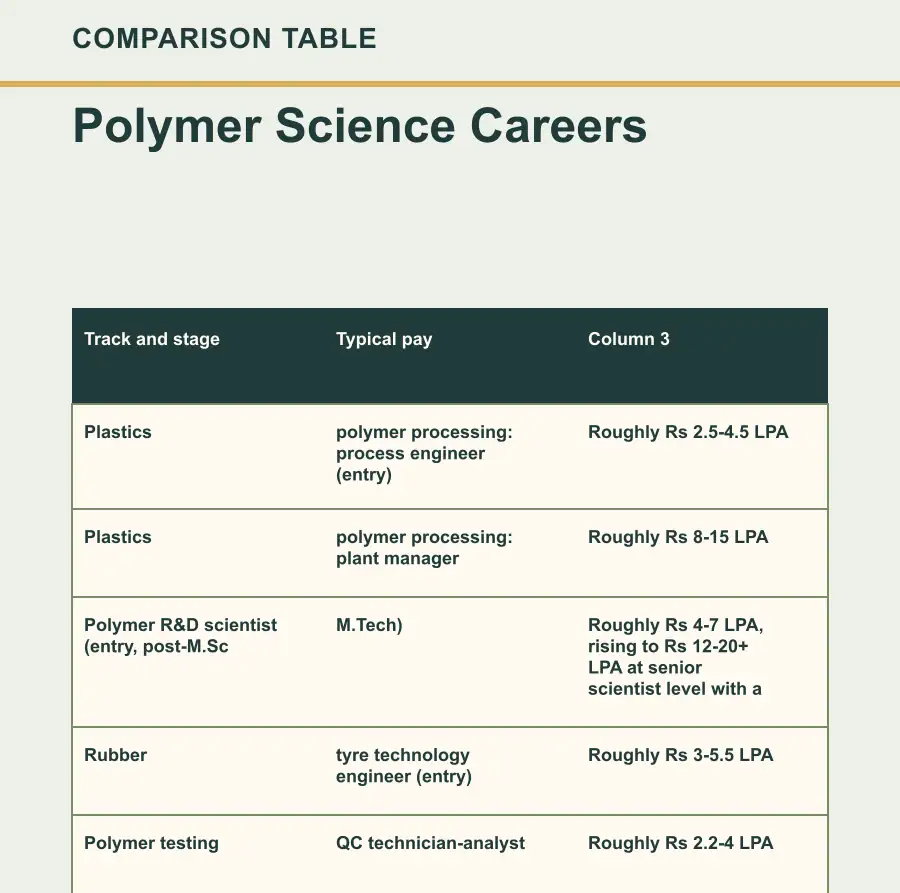 COMPARISON TABLE
Polymer Science Careers
Track and stage
Typical pay
Column 3
Plastics
polymer processing:
process engineer
(entry)
Roughly Rs 2.5-4.5 LPA
Plastics
polymer processing:
plant manager
Roughly Rs 8-15 LPA
Polymer R&D scientist
(entry, post-M.Sc
M.Tech)
Roughly Rs 4-7 LPA,
rising to Rs 12-20+
LPA at senior
scientist level with a
Rubber
tyre technology
engineer (entry)
Roughly Rs 3-5.5 LPA
Polymer testing
QC technician-analyst
Roughly Rs 2.2-4 LPA